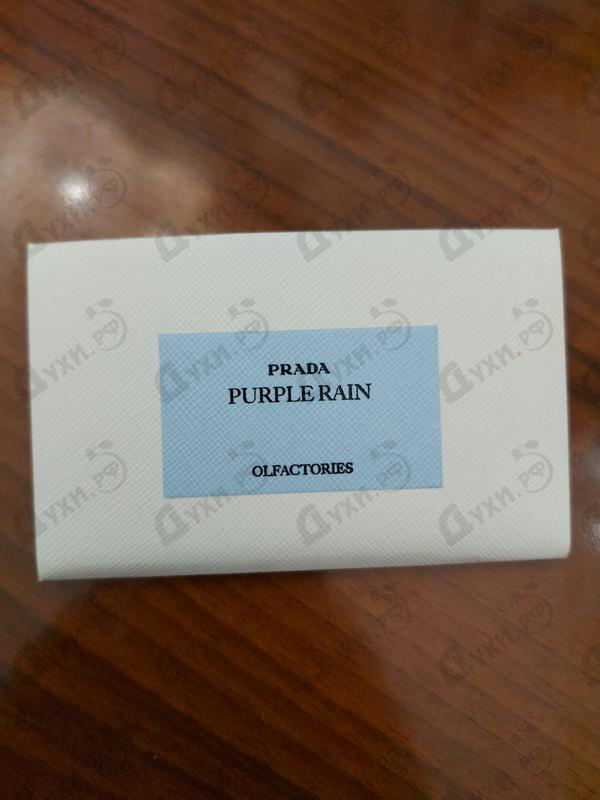 PRADA
PURPLE RAIN
OLFACTORIES
Духи.РФ